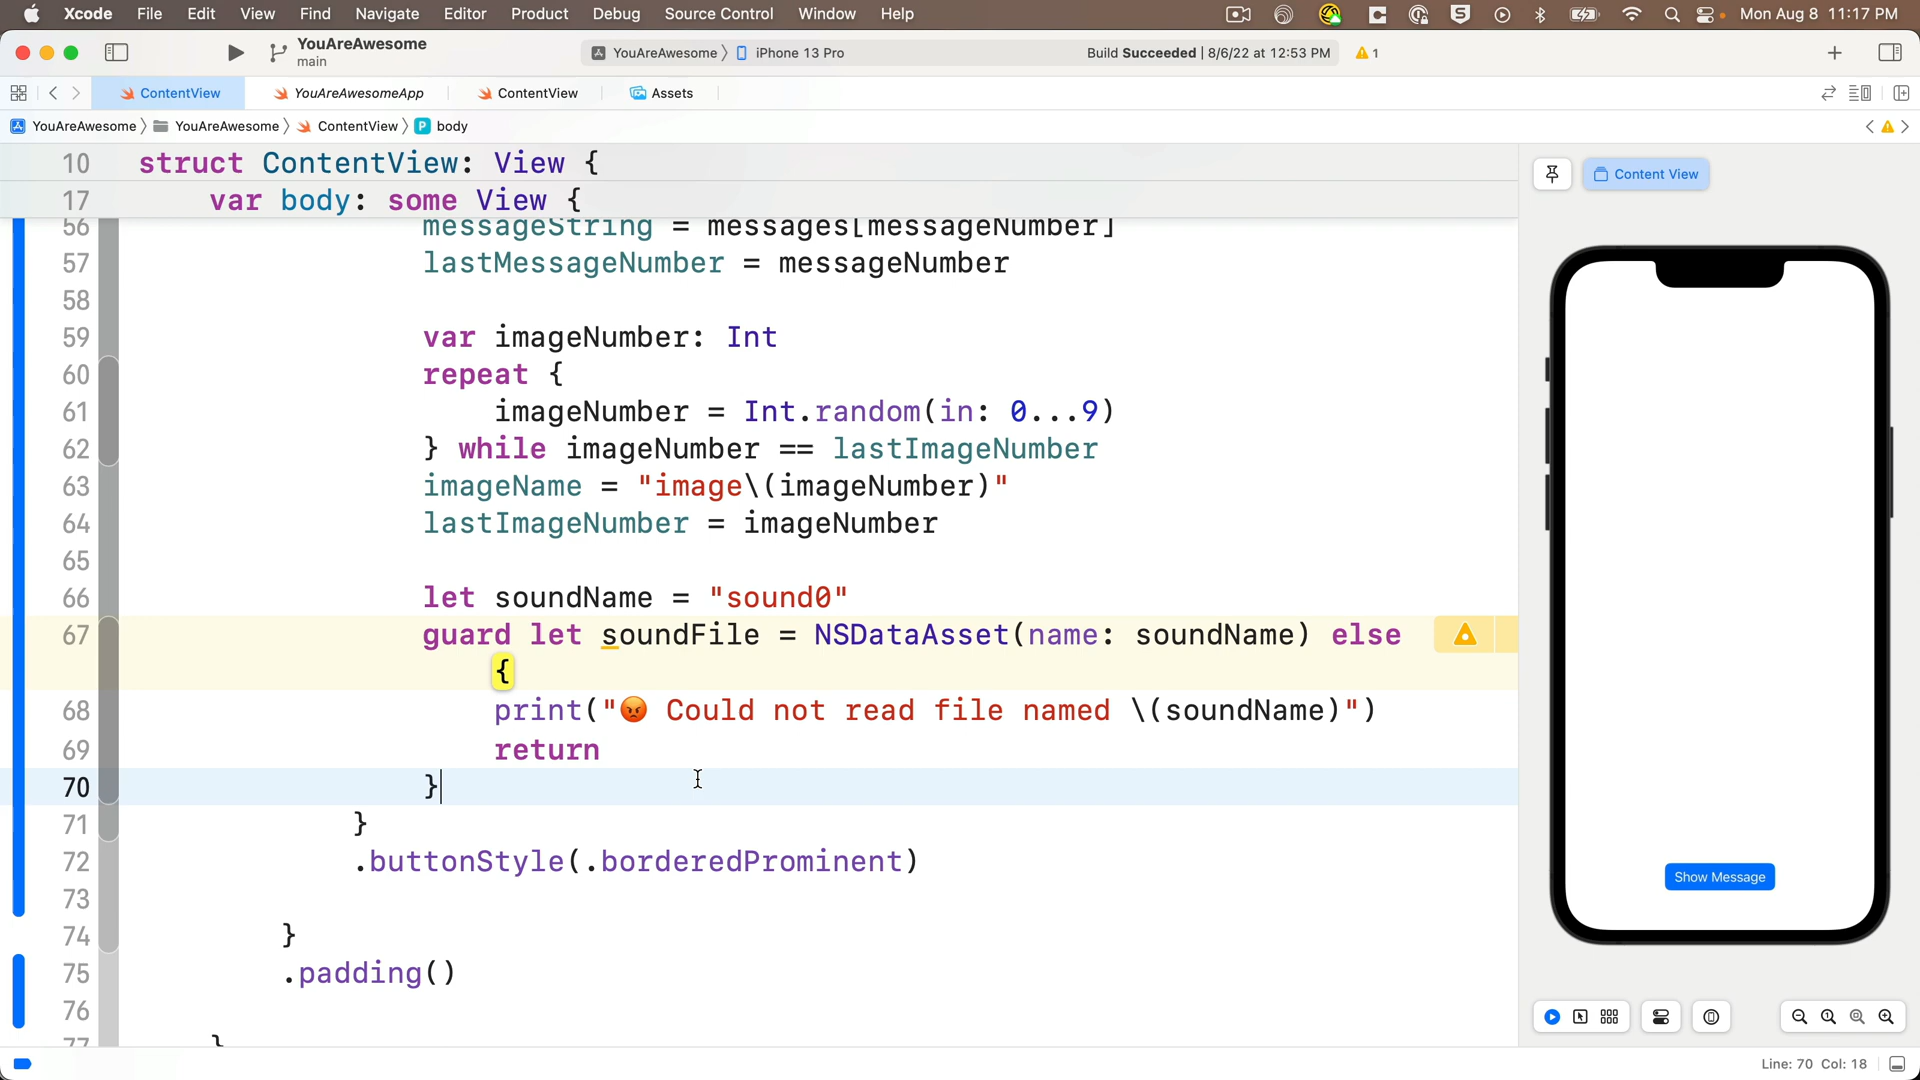 Xcode File Edit View Find Navigate Editor Product Debug Source Control Window Help Mon Aug 8 11:17 PM
YouAreAwesome
main
YouAreAwesome 〉 iPhone 13 Pro Build Succeeded | 8/6/22 at 12:53 PM 1
ContentView YouAreAwesomeApp ContentView Assets
YouAreAwesome 〉 YouAreAwesome 〉 ContentView 〉 P body
10 struct ContentView: View {
17 var body: some View {
Content View
56 messageString = messages[messageNumber]
57 lastMessageNumber = messageNumber
58
59 var imageNumber: Int
60 repeat {
61 imageNumber = Int.random(in: 0...9)
62 } while imageNumber == lastImageNumber
63 imageName = "image\(imageNumber)"
64 lastImageNumber = imageNumber
65
66 let soundName = "sound0"
67 guard let soundFile = NSDataAsset(name: soundName) else
{
68 print("😡 Could not read file named \(soundName)")
69 return
70 }
71 }
72 .buttonStyle(.borderedProminent)
73
74 }
75 .padding()
76
77 }
Show Message
Line: 70 Col: 18